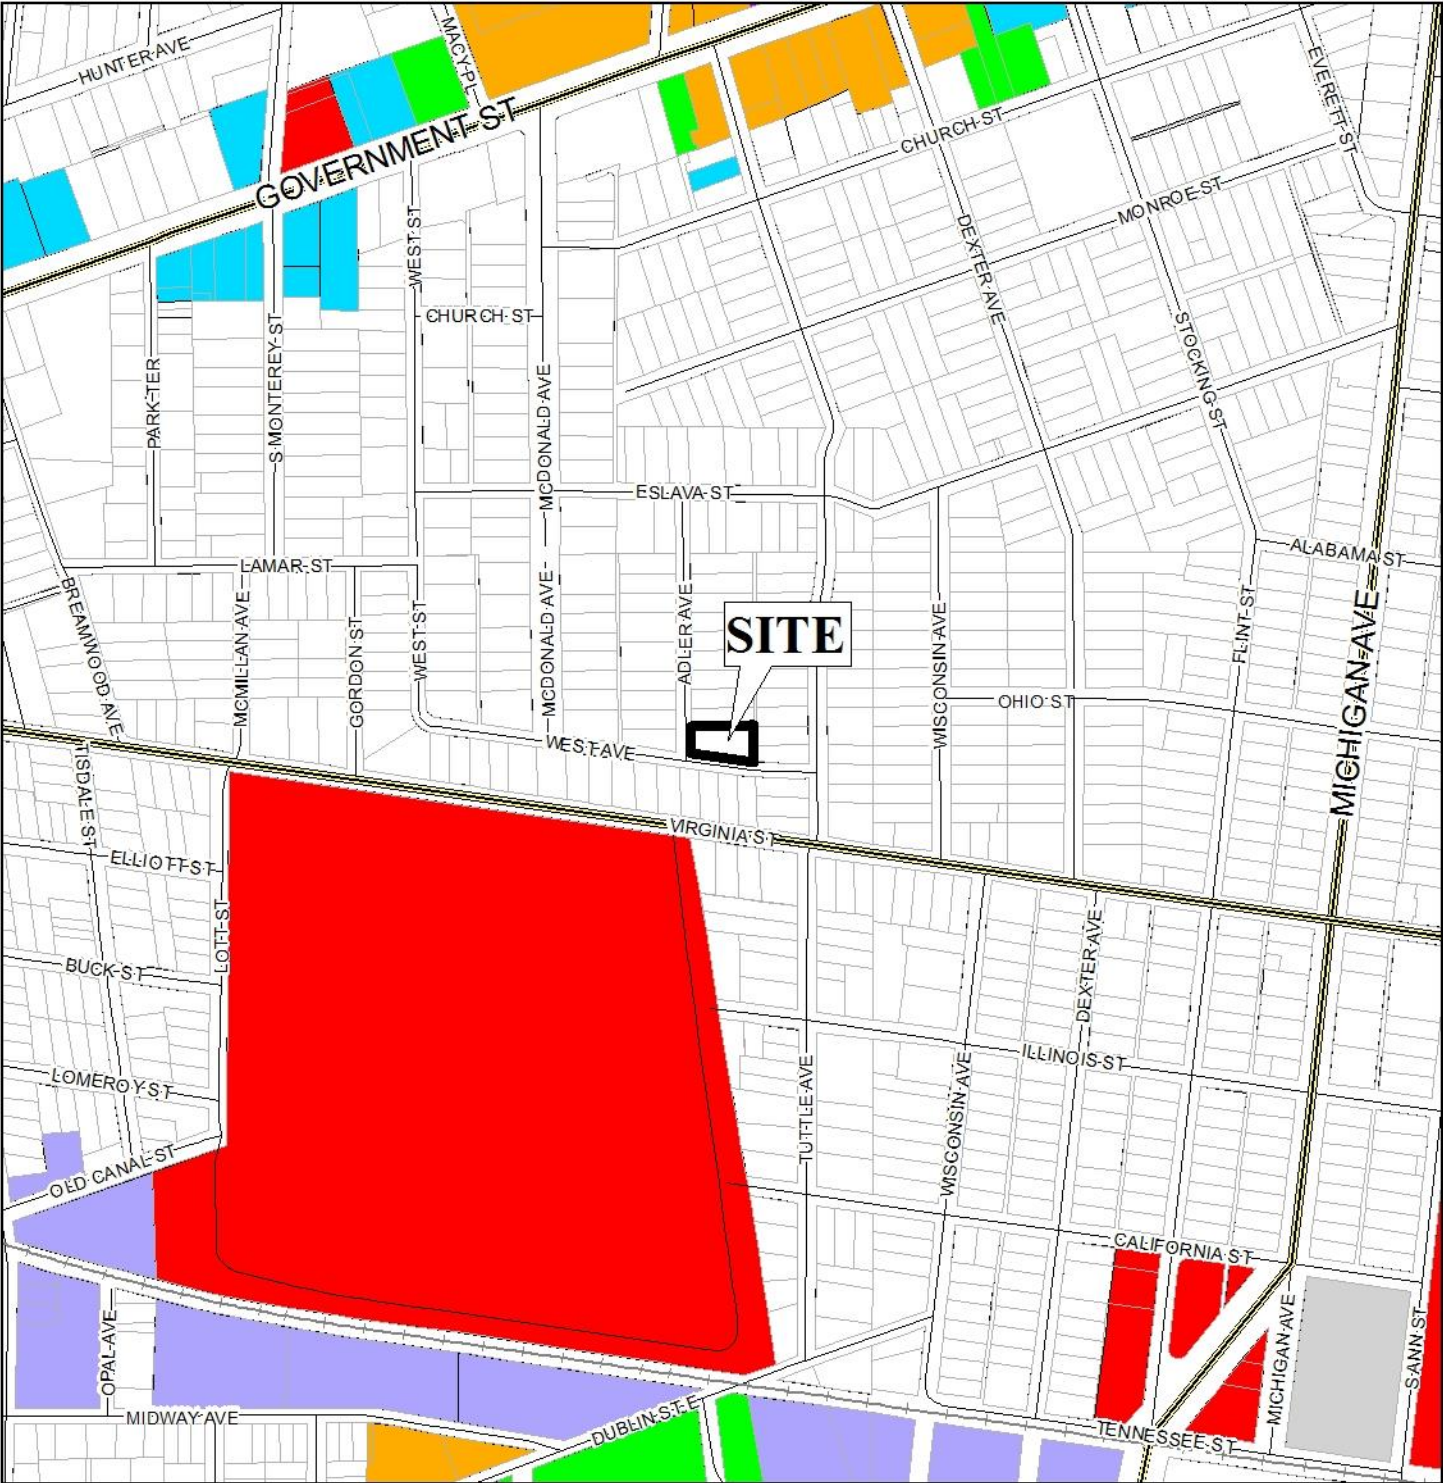 HUNTER AVE
MACY PL
EVERETT ST
GOVERNMENT ST
CHURCH ST
MONROE ST
WEST ST
DEXTER AVE
CHURCH ST
STOCKING ST
PARK TER
S MONTEREY ST
MCDONALD AVE
ESLAVA ST
ALABAMA ST
LAMAR ST
BREAMWOOD AVE
MCMILLAN AVE
GORDON ST
WEST ST
MCDONALD AVE
ADLER AVE
SITE
WISCONSIN AVE
FLINT ST
MICHIGAN AVE
OHIO ST
WEST AVE
TISDALE ST
VIRGINIA ST
ELLIOTT ST
LOTT ST
BUCK ST
DEXTER AVE
ILLINOIS ST
LOMEROY ST
TUTTLE AVE
WISCONSIN AVE
OLD CANAL ST
CALIFORNIA ST
OPAL AVE
MICHIGAN AVE
S ANN ST
MIDWAY AVE
DUBLIN ST E
TENNESSEE ST